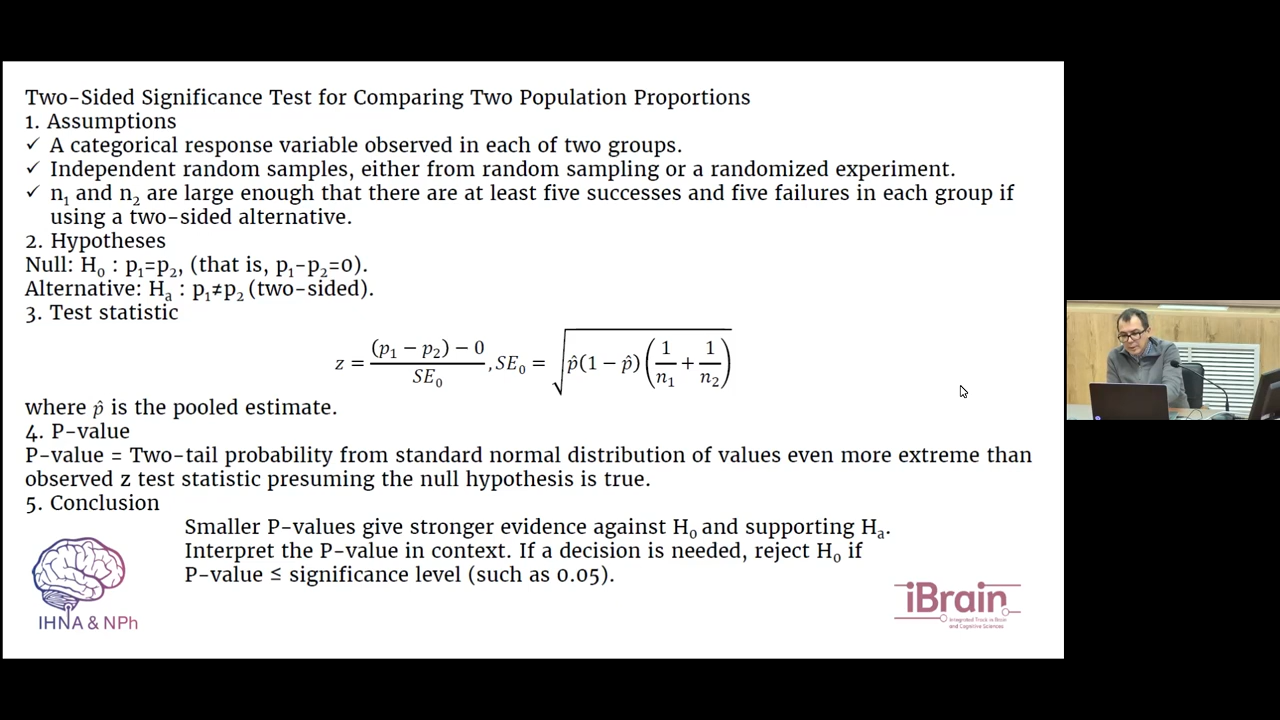 Two-Sided Significance Test for Comparing Two Population Proportions
1. Assumptions
✓ A categorical response variable observed in each of two groups.
✓ Independent random samples, either from random sampling or a randomized experiment.
✓ n₁ and n₂ are large enough that there are at least five successes and five failures in each group if
using a two-sided alternative.
2. Hypotheses
Null: H₀ : p₁=p₂, (that is, p₁-p₂=0).
Alternative: Hₐ : p₁≠p₂ (two-sided).
3. Test statistic
z = ((p₁ − p₂) − 0) / SE₀ , SE₀ = √(p̂(1 − p̂)(1/n₁ + 1/n₂))
where p̂ is the pooled estimate.
4. P-value
P-value = Two-tail probability from standard normal distribution of values even more extreme than
observed z test statistic presuming the null hypothesis is true.
5. Conclusion
Smaller P-values give stronger evidence against H₀ and supporting Hₐ.
Interpret the P-value in context. If a decision is needed, reject H₀ if
P-value ≤ significance level (such as 0.05).
IHNA & NPh
iBrain
Integrated Track in Brain
and Cognitive Sciences